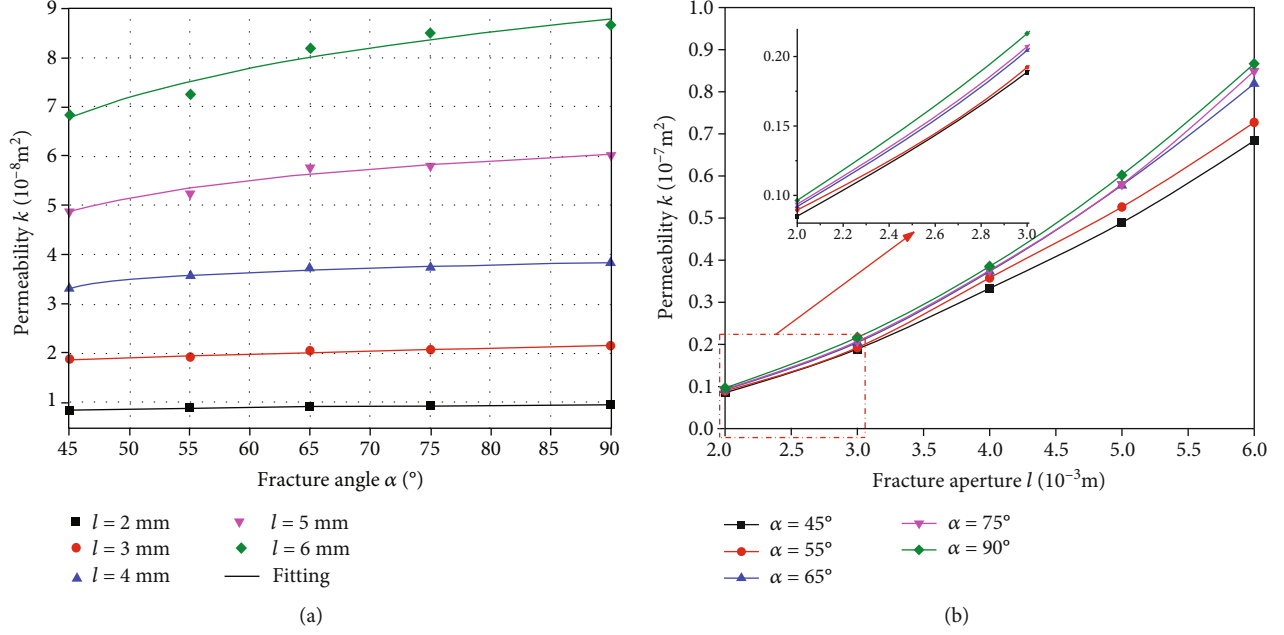 9
8
7
6
5
4
3
2
1
Permeability k (10⁻⁸m²)
45 50 55 60 65 70 75 80 85 90
Fracture angle α (°)
l = 2 mm
l = 3 mm
l = 4 mm
l = 5 mm
l = 6 mm
Fitting
(a)
1.0
0.9
0.8
0.7
0.6
0.5
0.4
0.3
0.2
0.1
0.0
Permeability k (10⁻⁷m²)
0.20
0.15
0.10
2.0 2.2 2.4 2.6 2.8 3.0
2.0 2.5 3.0 3.5 4.0 4.5 5.0 5.5 6.0
Fracture aperture l (10⁻³m)
α = 45°
α = 55°
α = 65°
α = 75°
α = 90°
(b)